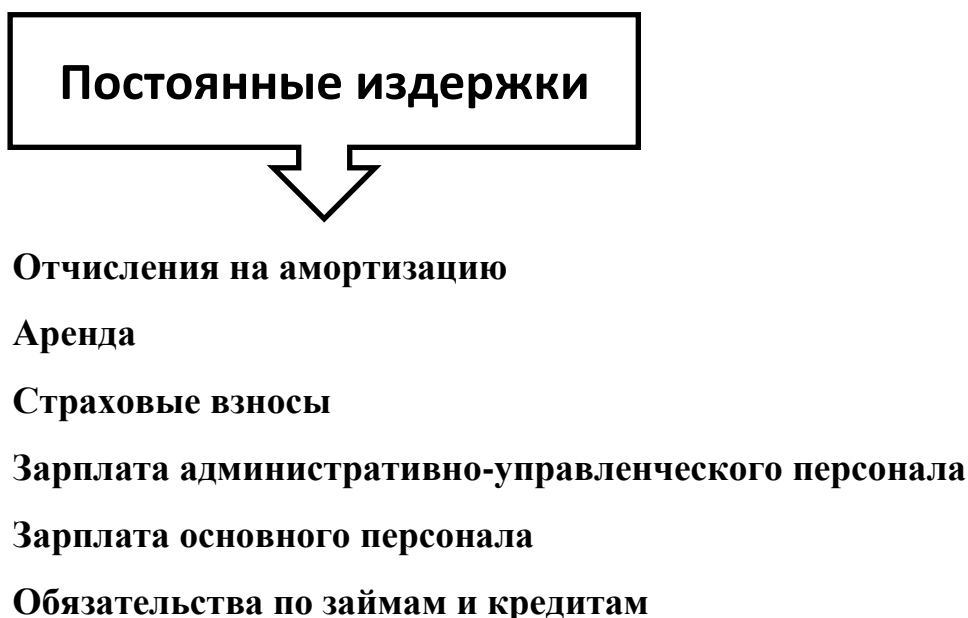 Постоянные издержки
Отчисления на амортизацию
Аренда
Страховые взносы
Зарплата административно-управленческого персонала
Зарплата основного персонала
Обязательства по займам и кредитам